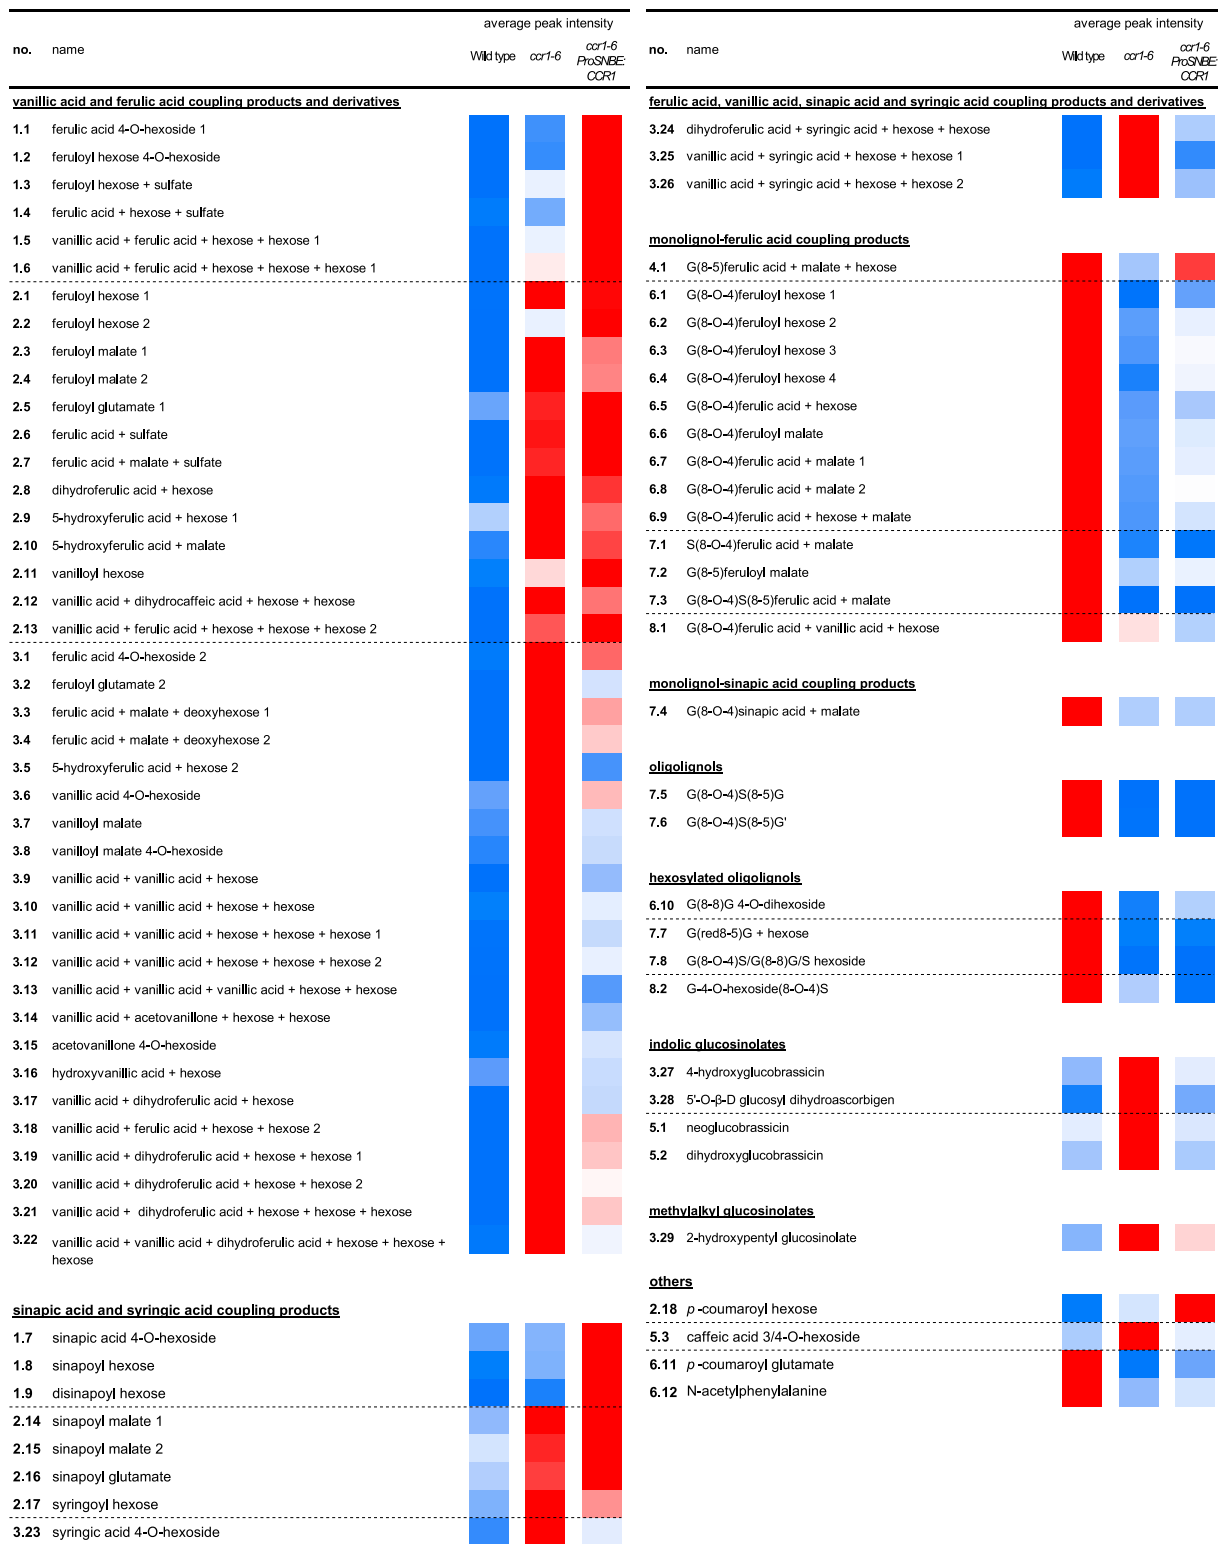 average peak intensity
no. name Wild type ccr1-6 ccr1-6
ProSNBE:
CCR1
vanillic acid and ferulic acid coupling products and derivatives
1.1 ferulic acid 4-O-hexoside 1
1.2 feruloyl hexose 4-O-hexoside
1.3 feruloyl hexose + sulfate
1.4 ferulic acid + hexose + sulfate
1.5 vanillic acid + ferulic acid + hexose + hexose 1
1.6 vanillic acid + ferulic acid + hexose + hexose + hexose 1
2.1 feruloyl hexose 1
2.2 feruloyl hexose 2
2.3 feruloyl malate 1
2.4 feruloyl malate 2
2.5 feruloyl glutamate 1
2.6 ferulic acid + sulfate
2.7 ferulic acid + malate + sulfate
2.8 dihydroferulic acid + hexose
2.9 5-hydroxyferulic acid + hexose 1
2.10 5-hydroxyferulic acid + malate
2.11 vanilloyl hexose
2.12 vanillic acid + dihydrocaffeic acid + hexose + hexose
2.13 vanillic acid + ferulic acid + hexose + hexose + hexose 2
3.1 ferulic acid 4-O-hexoside 2
3.2 feruloyl glutamate 2
3.3 ferulic acid + malate + deoxyhexose 1
3.4 ferulic acid + malate + deoxyhexose 2
3.5 5-hydroxyferulic acid + hexose 2
3.6 vanillic acid 4-O-hexoside
3.7 vanilloyl malate
3.8 vanilloyl malate 4-O-hexoside
3.9 vanillic acid + vanillic acid + hexose
3.10 vanillic acid + vanillic acid + hexose + hexose
3.11 vanillic acid + vanillic acid + hexose + hexose + hexose 1
3.12 vanillic acid + vanillic acid + hexose + hexose + hexose 2
3.13 vanillic acid + vanillic acid + vanillic acid + hexose + hexose
3.14 vanillic acid + acetovanillone + hexose + hexose
3.15 acetovanillone 4-O-hexoside
3.16 hydroxyvanillic acid + hexose
3.17 vanillic acid + dihydroferulic acid + hexose
3.18 vanillic acid + ferulic acid + hexose + hexose 2
3.19 vanillic acid + dihydroferulic acid + hexose + hexose 1
3.20 vanillic acid + dihydroferulic acid + hexose + hexose 2
3.21 vanillic acid + dihydroferulic acid + hexose + hexose + hexose
3.22 vanillic acid + vanillic acid + dihydroferulic acid + hexose + hexose +
hexose
sinapic acid and syringic acid coupling products
1.7 sinapic acid 4-O-hexoside
1.8 sinapoyl hexose
1.9 disinapoyl hexose
2.14 sinapoyl malate 1
2.15 sinapoyl malate 2
2.16 sinapoyl glutamate
2.17 syringoyl hexose
3.23 syringic acid 4-O-hexoside
average peak intensity
no. name Wild type ccr1-6 ccr1-6
ProSNBE:
CCR1
ferulic acid, vanillic acid, sinapic acid and syringic acid coupling products and derivatives
3.24 dihydroferulic acid + syringic acid + hexose + hexose
3.25 vanillic acid + syringic acid + hexose + hexose 1
3.26 vanillic acid + syringic acid + hexose + hexose 2
monolignol-ferulic acid coupling products
4.1 G(8-5)ferulic acid + malate + hexose
6.1 G(8-O-4)feruloyl hexose 1
6.2 G(8-O-4)feruloyl hexose 2
6.3 G(8-O-4)feruloyl hexose 3
6.4 G(8-O-4)feruloyl hexose 4
6.5 G(8-O-4)ferulic acid + hexose
6.6 G(8-O-4)feruloyl malate
6.7 G(8-O-4)ferulic acid + malate 1
6.8 G(8-O-4)ferulic acid + malate 2
6.9 G(8-O-4)ferulic acid + hexose + malate
7.1 S(8-O-4)ferulic acid + malate
7.2 G(8-5)feruloyl malate
7.3 G(8-O-4)S(8-5)ferulic acid + malate
8.1 G(8-O-4)ferulic acid + vanillic acid + hexose
monolignol-sinapic acid coupling products
7.4 G(8-O-4)sinapic acid + malate
oligolignols
7.5 G(8-O-4)S(8-5)G
7.6 G(8-O-4)S(8-5)G'
hexosylated oligolignols
6.10 G(8-8)G 4-O-dihexoside
7.7 G(red8-5)G + hexose
7.8 G(8-O-4)S/G(8-8)G/S hexoside
8.2 G-4-O-hexoside(8-O-4)S
indolic glucosinolates
3.27 4-hydroxyglucobrassicin
3.28 5'-O-β-D glucosyl dihydroascorbigen
5.1 neoglucobrassicin
5.2 dihydroxyglucobrassicin
methylalkyl glucosinolates
3.29 2-hydroxypentyl glucosinolate
others
2.18 p-coumaroyl hexose
5.3 caffeic acid 3/4-O-hexoside
6.11 p-coumaroyl glutamate
6.12 N-acetylphenylalanine